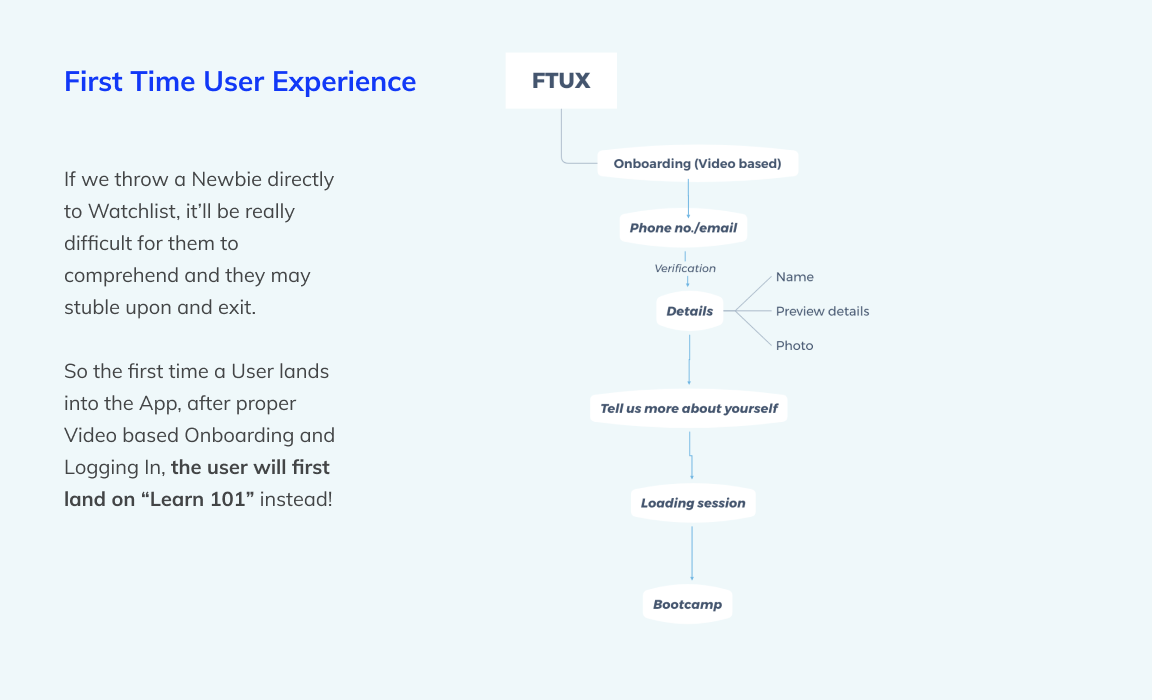 First Time User Experience
If we throw a Newbie directly
to Watchlist, it’ll be really
difficult for them to
comprehend and they may
stuble upon and exit.
So the first time a User lands
into the App, after proper
Video based Onboarding and
Logging In, the user will first
land on “Learn 101” instead!
FTUX
Onboarding (Video based)
Phone no./email
Verification
Details
Name
Preview details
Photo
Tell us more about yourself
Loading session
Bootcamp